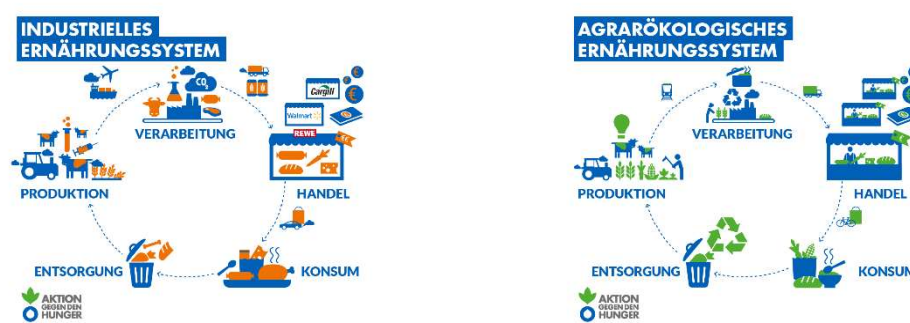 INDUSTRIELLES
ERNÄHRUNGSSYSTEM
CO₂
Cargill
Walmart
REWE
VERARBEITUNG
PRODUKTION
HANDEL
ENTSORGUNG
KONSUM
AKTION
GEGEN DEN
HUNGER
AGRARÖKOLOGISCHES
ERNÄHRUNGSSYSTEM
VERARBEITUNG
PRODUKTION
HANDEL
ENTSORGUNG
KONSUM
AKTION
GEGEN DEN
HUNGER